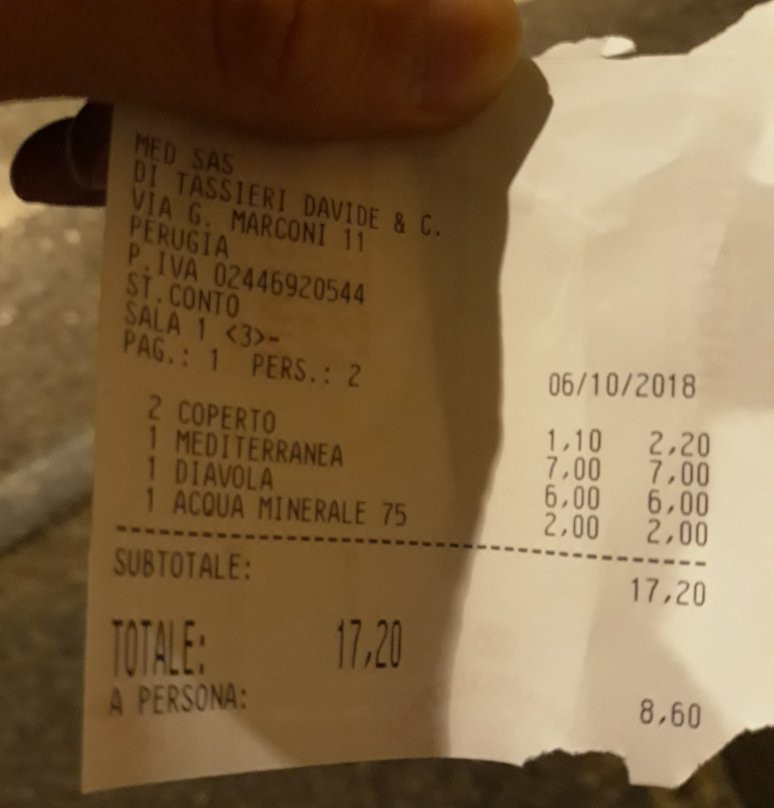 MED SAS
DI TASSIERI DAVIDE & C.
VIA G. MARCONI 11
PERUGIA
P.IVA 02446920544
ST.CONTO
SALA 1 <3>-
PAG.: 1 PERS.: 2 06/10/2018
2 COPERTO 1,10 2,20
1 MEDITERRANEA 7,00 7,00
1 DIAVOLA 6,00 6,00
1 ACQUA MINERALE 75 2,00 2,00
SUBTOTALE: 17,20
TOTALE: 17,20
A PERSONA: 8,60